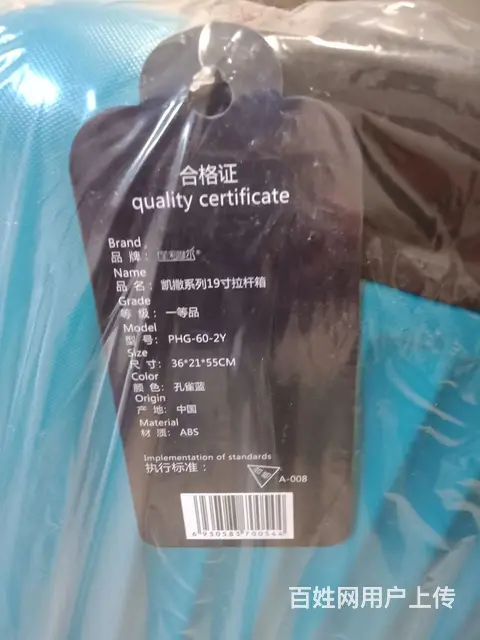 合格证
quality certificate
Brand
品 牌：
Name
品 名： 凯撒系列19寸拉杆箱
Grade
等 级： 一等品
Model
型 号： PHG-60-2Y
Size
尺 寸： 36*21*55CM
Color
颜 色： 孔雀蓝
Origin
产 地： 中国
Material
材 质： ABS
Implementation of standards
执行标准：
A-008
6930585700544
百姓网用户上传